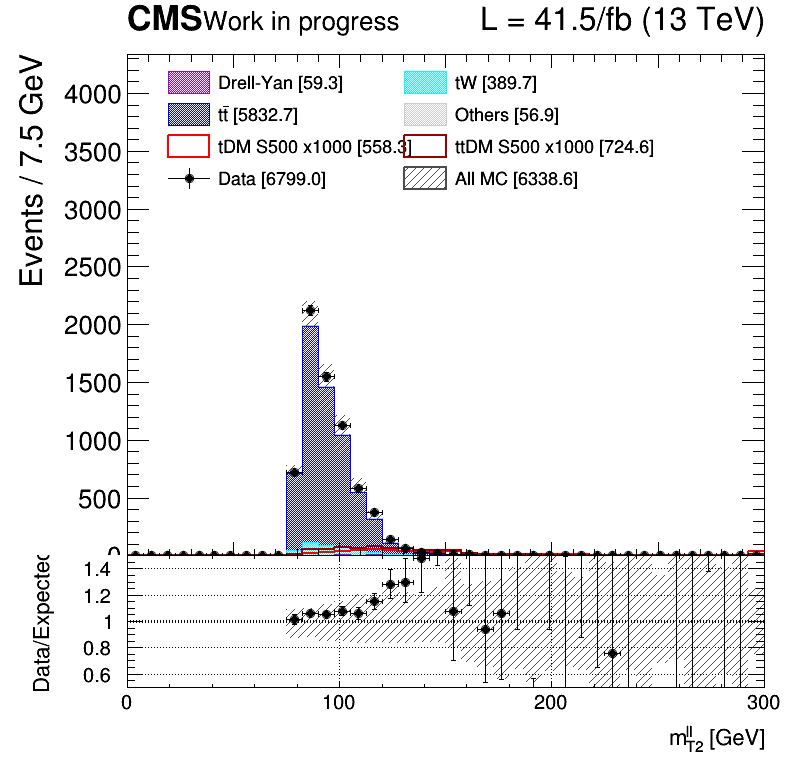 CMS Work in progress L = 41.5/fb (13 TeV)
Events / 7.5 GeV
4000
3500
3000
2500
2000
1500
1000
500
0
Drell-Yan [59.3]
tW [389.7]
tt̄ [5832.7]
Others [56.9]
tDM S500 x1000 [558.3]
ttDM S500 x1000 [724.6]
Data [6799.0]
All MC [6338.6]
Data/Expected
1.4
1.2
1
0.8
0.6
0 100 200 300
m^ll_T2 [GeV]